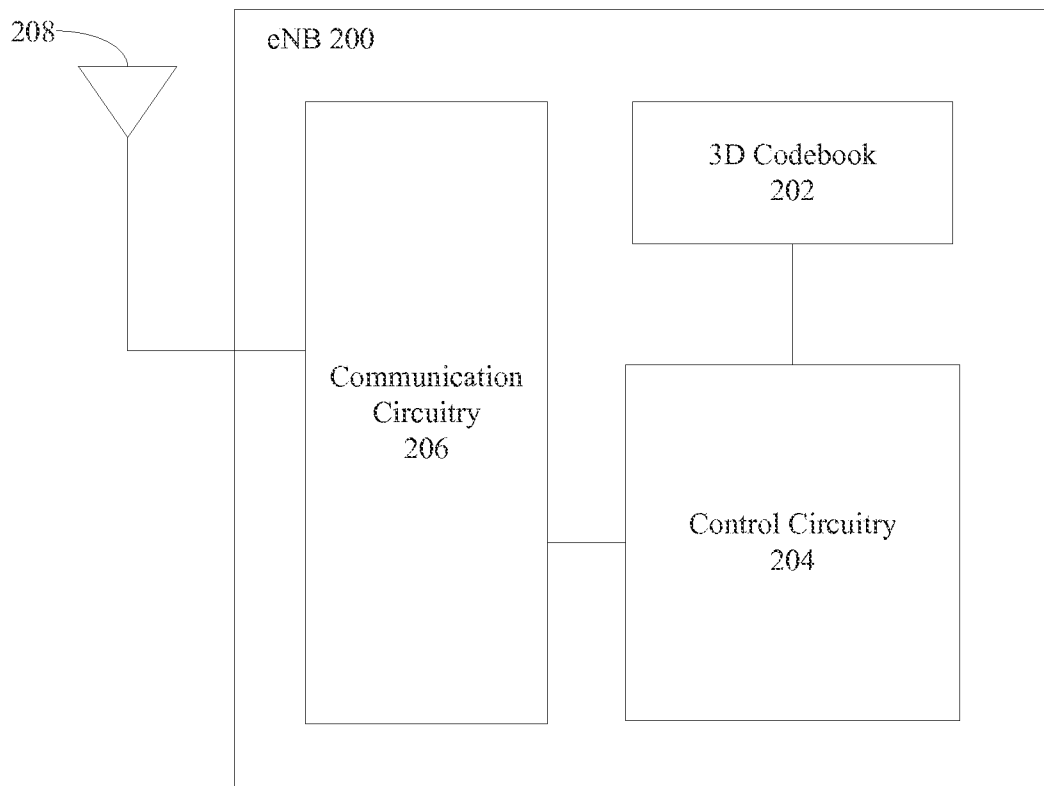 208
eNB 200
3D Codebook
202
Communication
Circuitry
206
Control Circuitry
204